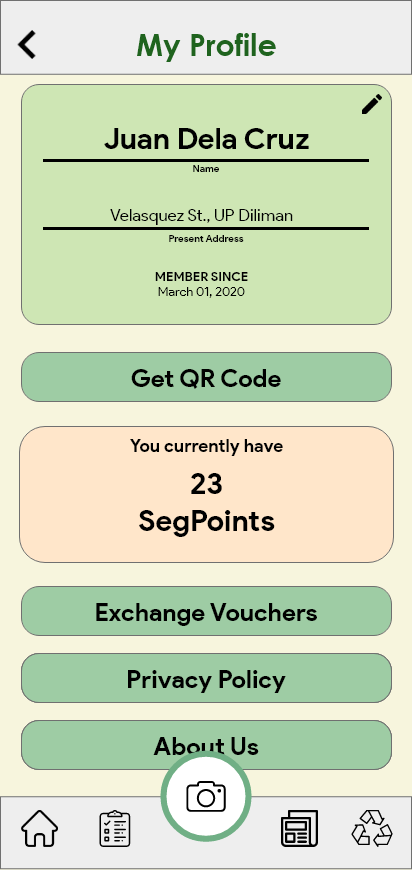 My Profile
Juan Dela Cruz
Name
Velasquez St., UP Diliman
Present Address
MEMBER SINCE
March 01, 2020
Get QR Code
You currently have
23
SegPoints
Exchange Vouchers
Privacy Policy
About Us